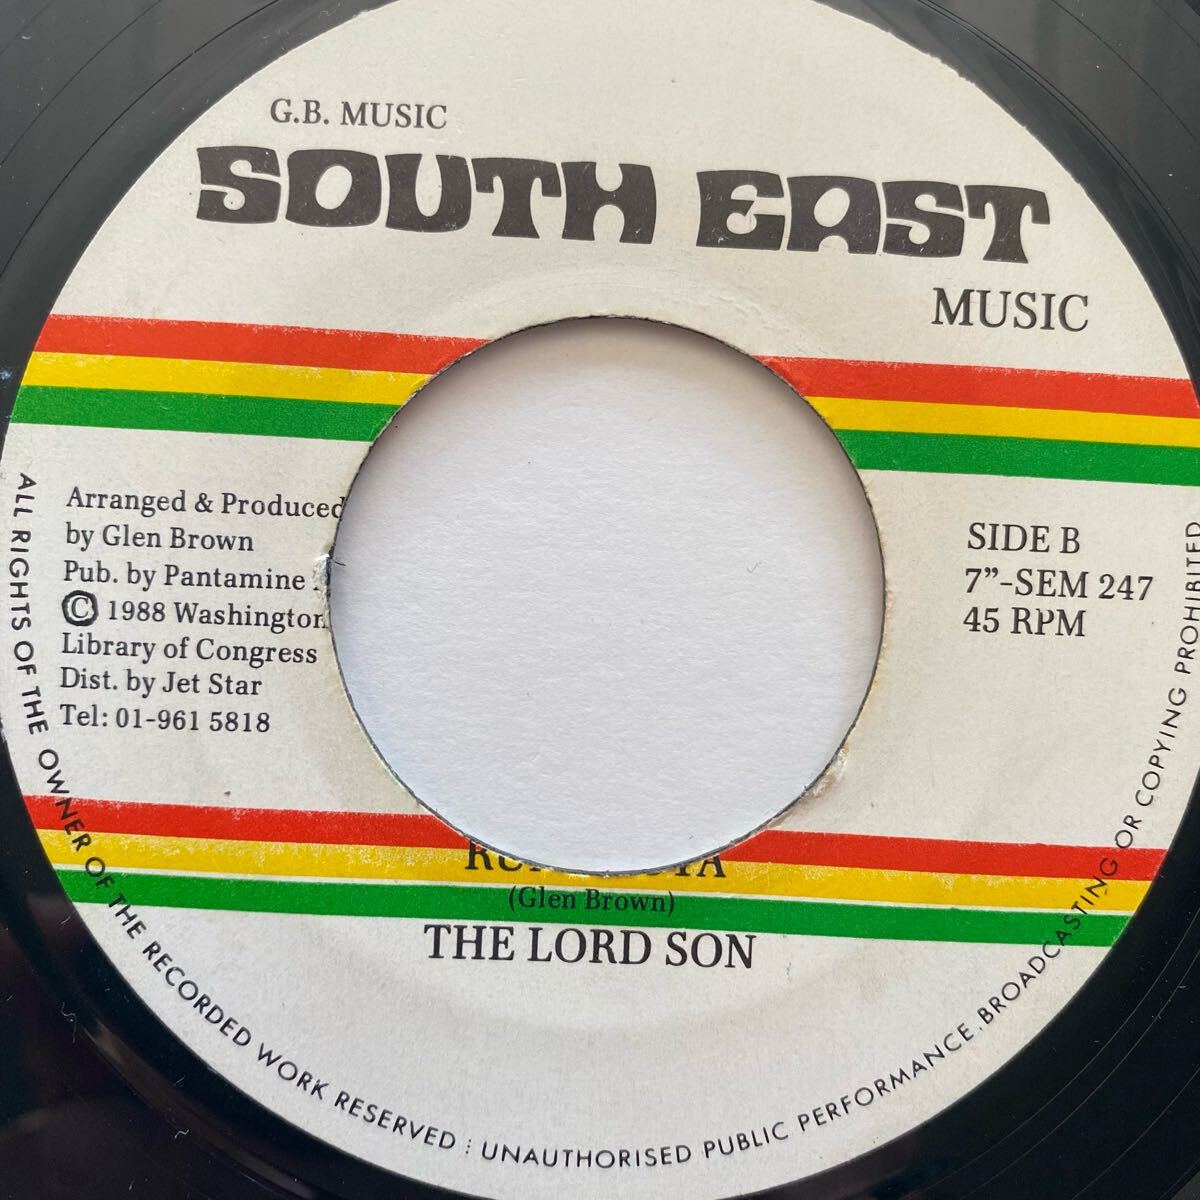 G.B. MUSIC
SOUTH EAST
MUSIC
Arranged & Produced
by Glen Brown
Pub. by Pantamine
© 1988 Washington
Library of Congress
Dist. by Jet Star
Tel: 01-961 5818
SIDE B
7”-SEM 247
45 RPM
(Glen Brown)
THE LORD SON
ALL RIGHTS OF THE OWNER OF THE RECORDED WORK RESERVED : UNAUTHORISED PUBLIC PERFORMANCE, BROADCASTING OR COPYING PROHIBITED